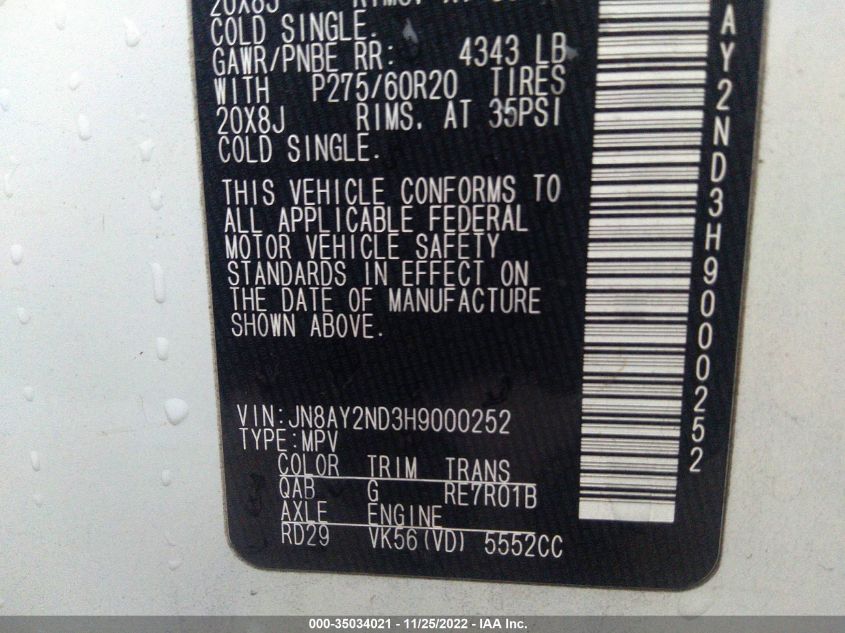 20X8J RIMS. AT
COLD SINGLE.
GAWR/PNBE RR: 4343 LB
WITH P275/60R20 TIRES
20X8J RIMS. AT 35PSI
COLD SINGLE.
THIS VEHICLE CONFORMS TO
ALL APPLICABLE FEDERAL
MOTOR VEHICLE SAFETY
STANDARDS IN EFFECT ON
THE DATE OF MANUFACTURE
SHOWN ABOVE.
VIN:JN8AY2ND3H9000252
TYPE:MPV
COLOR TRIM TRANS
QAB G RE7R01B
AXLE ENGINE
RD29 VK56(VD) 5552CC
AY2ND3H9000252
000-35034021 - 11/25/2022 - IAA Inc.